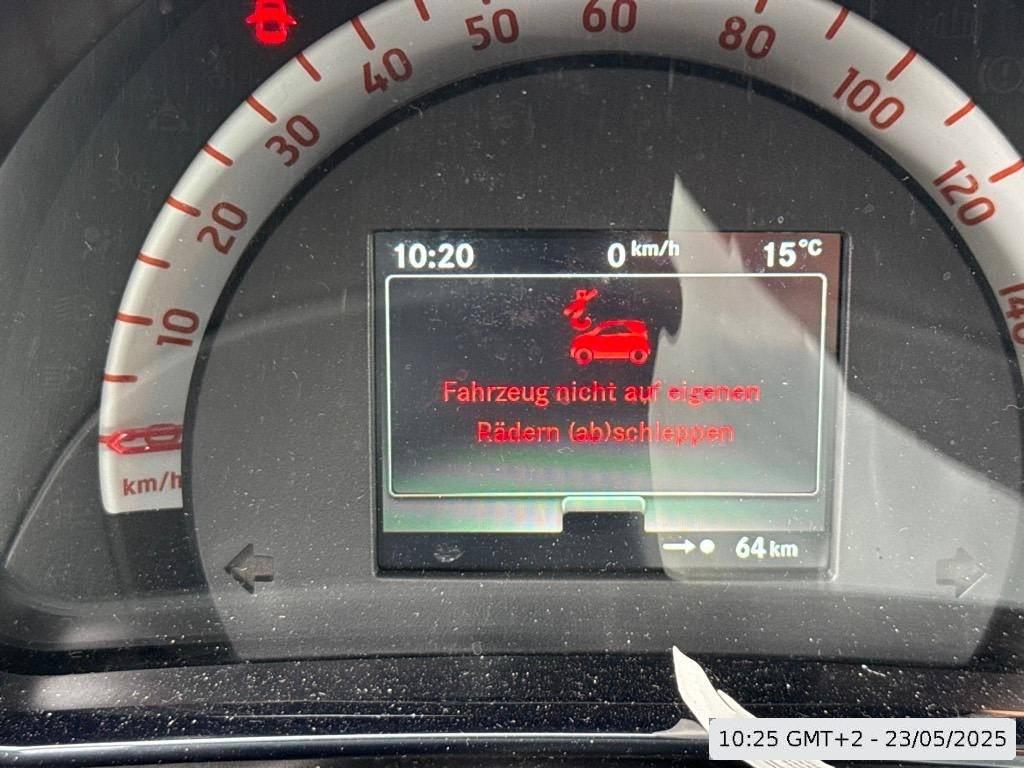 10
20
30
40
50
60
80
100
120
140
km/h
10:20
0 km/h
15°C
Fahrzeug nicht auf eigenen
Rädern (ab)schleppen
64 km
10:25 GMT+2 - 23/05/2025